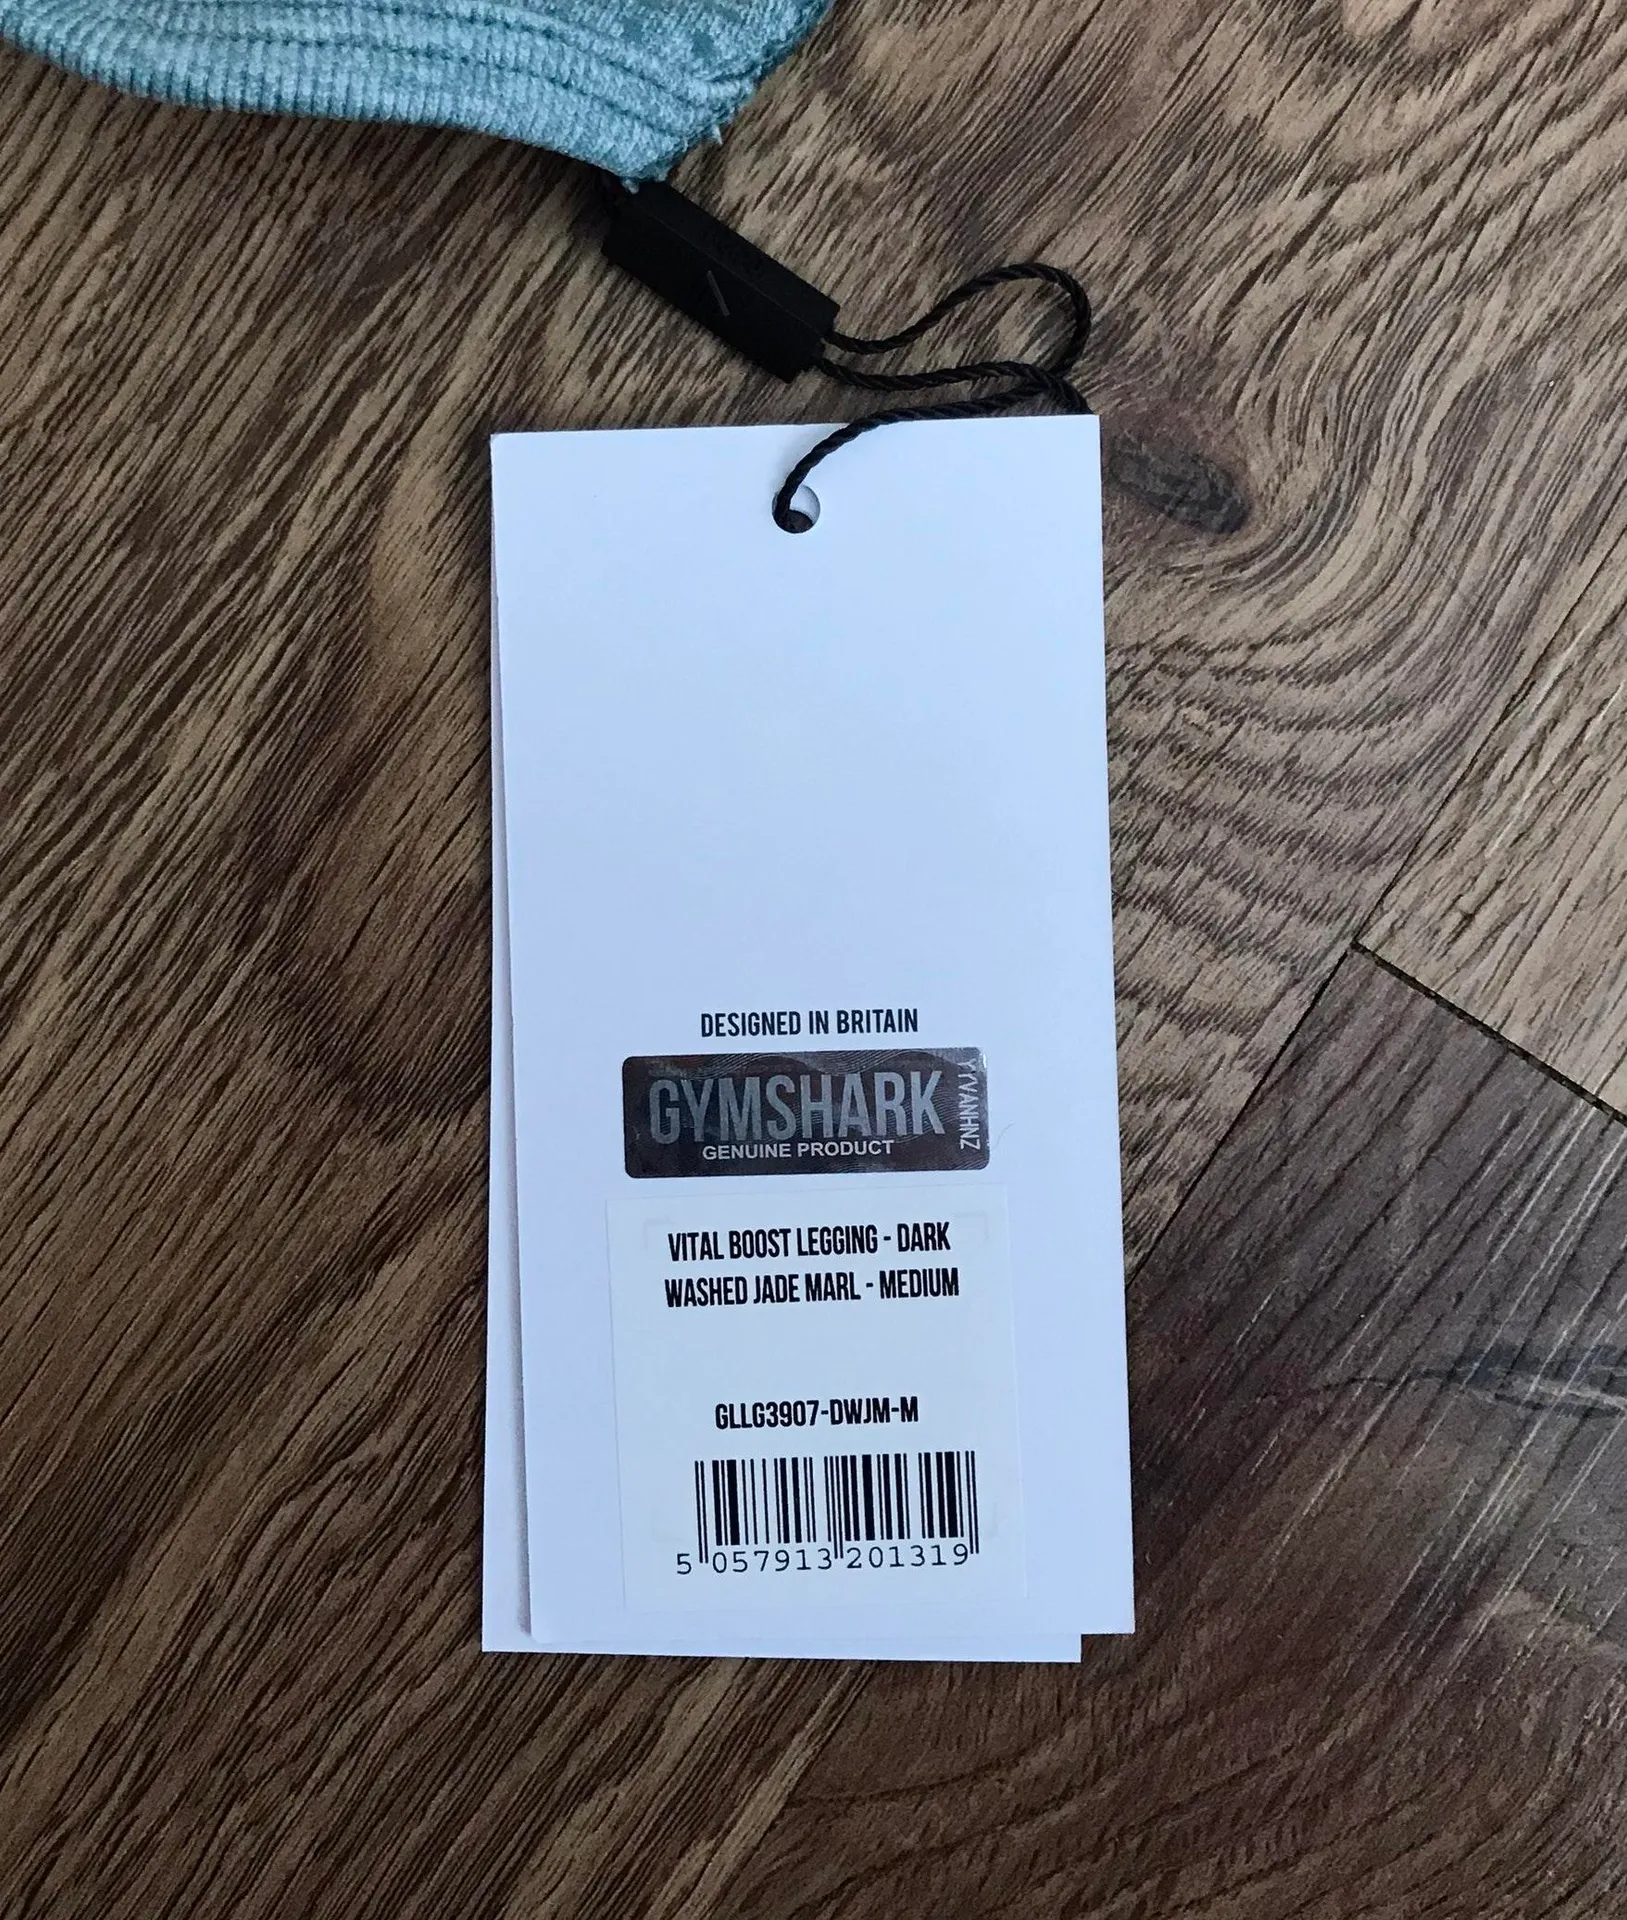 DESIGNED IN BRITAIN
GYMSHARK
GENUINE PRODUCT
YYVANHNZ
VITAL BOOST LEGGING - DARK
WASHED JADE MARL - MEDIUM
GLLG3907-DWJM-M
5 057913 201319